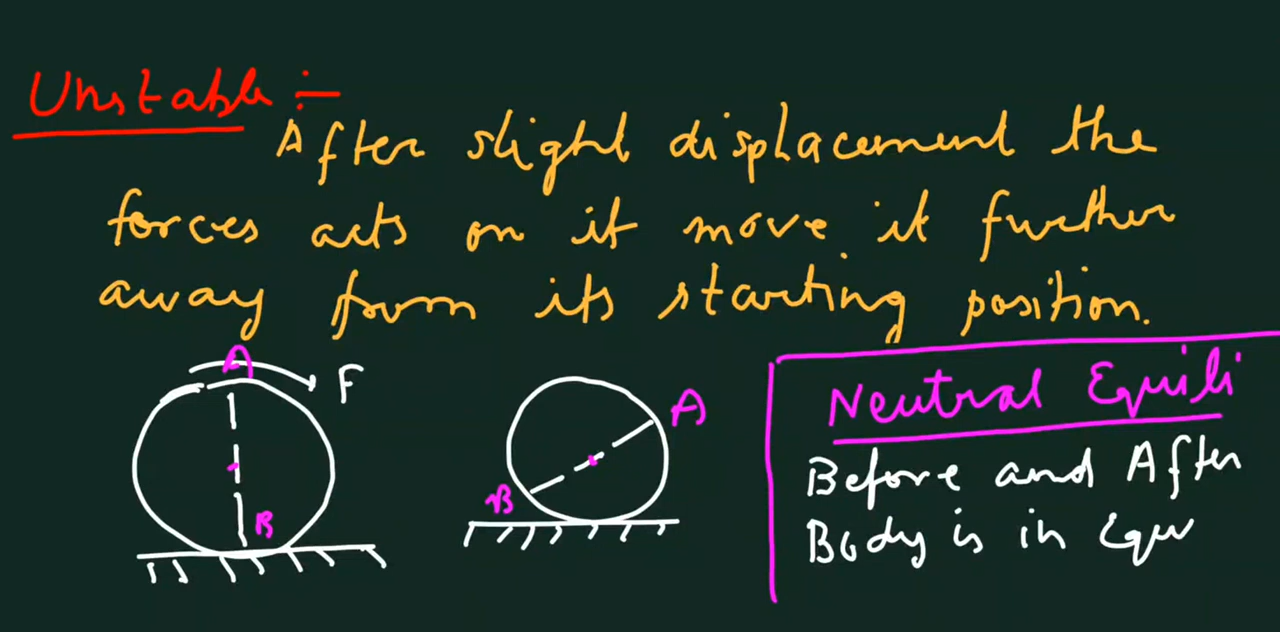 Unstable :-
After slight displacement the
forces acts on it move it further
away from its starting position.
A
F
B
A
B
Neutral Equili
Before and After
Body is in Equ